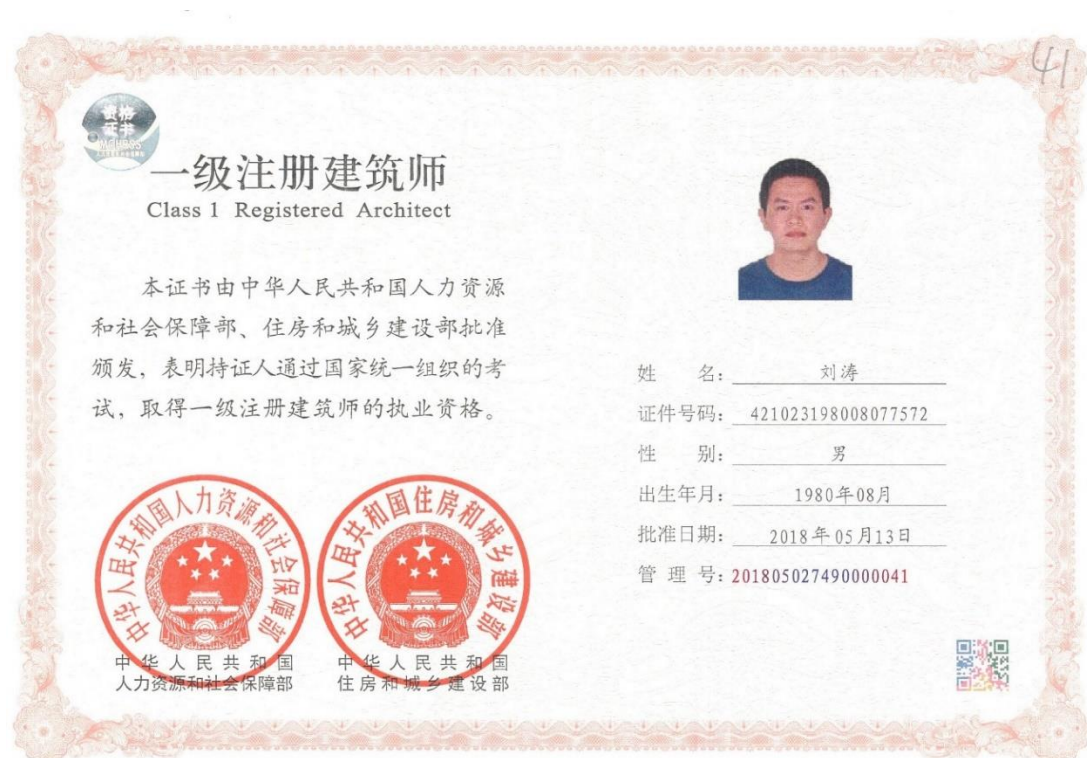 41
资格
证书
一级注册建筑师
Class 1 Registered Architect
本证书由中华人民共和国人力资源
和社会保障部、住房和城乡建设部批准
颁发，表明持证人通过国家统一组织的考
试，取得一级注册建筑师的执业资格。
姓 名：刘涛
证件号码：421023198008077572
性 别：男
出生年月：1980年08月
批准日期：2018年05月13日
管 理 号：201805027490000041
中华人民共和国人力资源和社会保障部
中华人民共和国住房和城乡建设部
中华人民共和国
人力资源和社会保障部
中华人民共和国
住房和城乡建设部